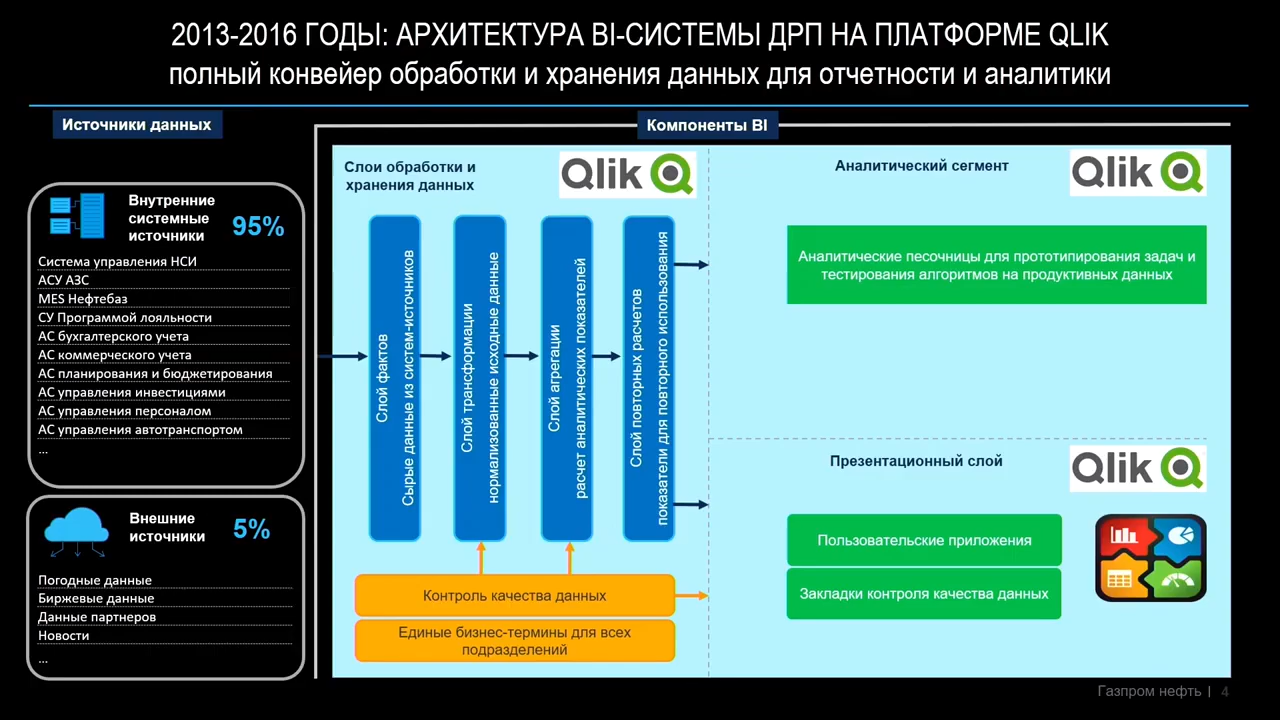 2013-2016 ГОДЫ: АРХИТЕКТУРА BI-СИСТЕМЫ ДРП НА ПЛАТФОРМЕ QLIK
полный конвейер обработки и хранения данных для отчетности и аналитики
Источники данных
Компоненты BI
Внутренние
системные
источники
95%
Система управления НСИ
АСУ АЗС
MES Нефтебаз
СУ Программой лояльности
АС бухгалтерского учета
АС коммерческого учета
АС планирования и бюджетирования
АС управления инвестициями
АС управления персоналом
АС управления автотранспортом
...
Внешние
источники
5%
Погодные данные
Биржевые данные
Данные партнеров
Новости
...
Слои обработки и
хранения данных
Qlik
Слой фактов
Сырые данные из систем-источников
Слой трансформации
нормализованные исходные данные
Слой агрегации
расчет аналитических показателей
Слой повторных расчетов
показатели для повторного использования
Контроль качества данных
Единые бизнес-термины для всех
подразделений
Аналитический сегмент
Qlik
Аналитические песочницы для прототипирования задач и
тестирования алгоритмов на продуктивных данных
Презентационный слой
Qlik
Пользовательские приложения
Закладки контроля качества данных
Газпром нефть | 4